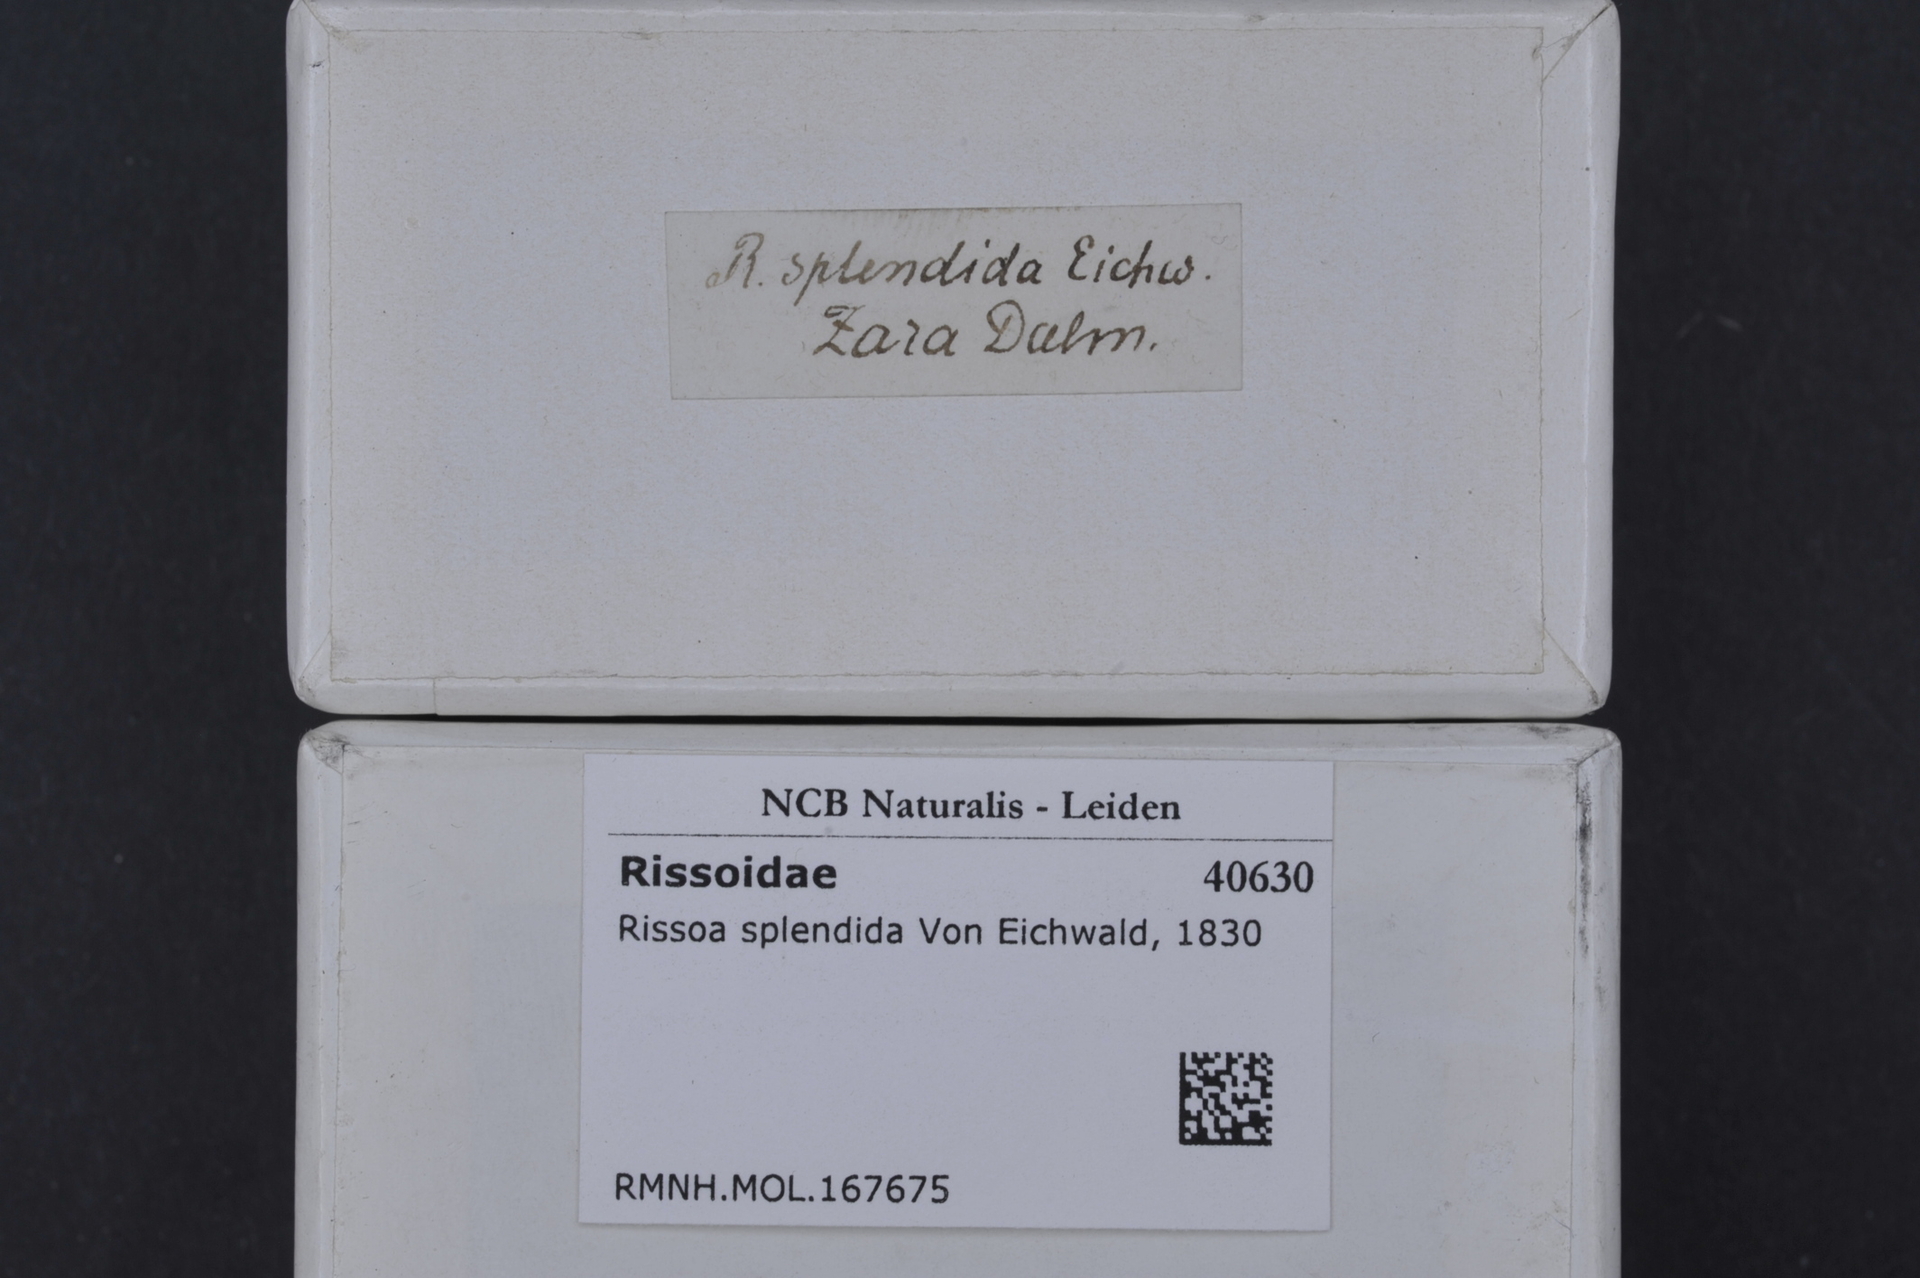 R. splendida Eichw.
Zara Dalm.
NCB Naturalis - Leiden
Rissoidae 40630
Rissoa splendida Von Eichwald, 1830
RMNH.MOL.167675